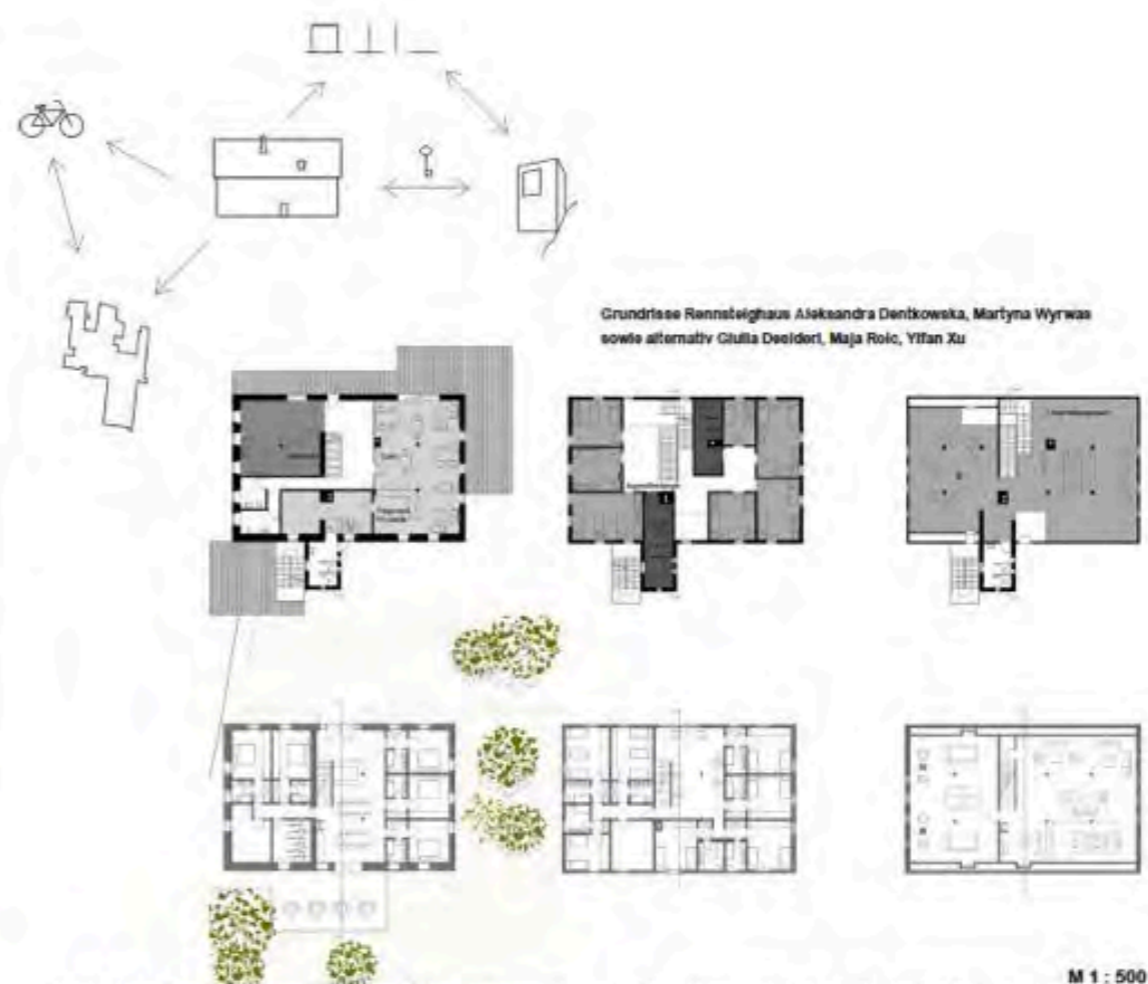 Grundrisse Rennsteighaus Aleksandra Dentkowska, Martyna Wyrwas
sowie alternativ Giulia Desideri, Maja Roic, Yifan Xu
M 1 : 500